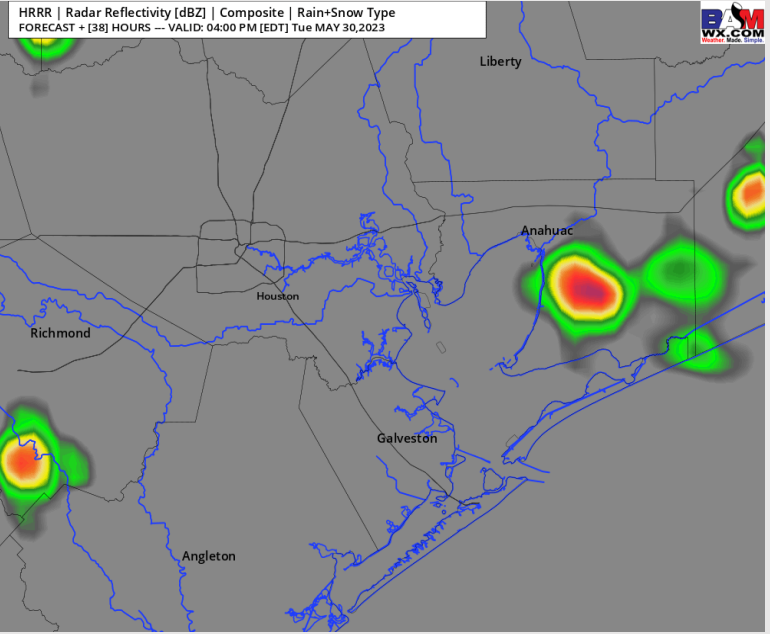 HRRR | Radar Reflectivity [dBZ] | Composite | Rain+Snow Type
FORECAST + [38] HOURS --- VALID: 04:00 PM [EDT] Tue MAY 30,2023
BAM
WX.COM
Weather. Made. Simple.
Liberty
Anahuac
Houston
Richmond
Galveston
Angleton